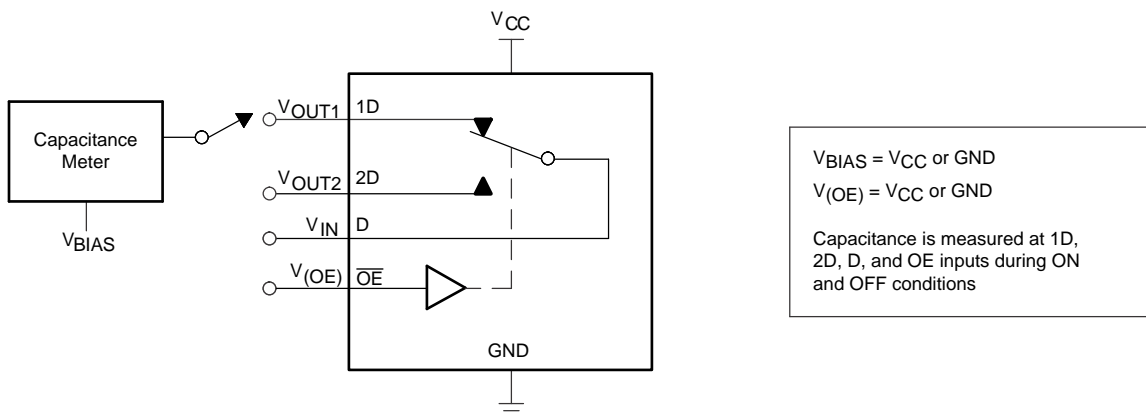 VCC
VOUT1 1D
Capacitance
Meter
VOUT2 2D
VIN D
VBIAS
V(OE) OE
GND
VBIAS = VCC or GND
V(OE) = VCC or GND
Capacitance is measured at 1D,
2D, D, and OE inputs during ON
and OFF conditions